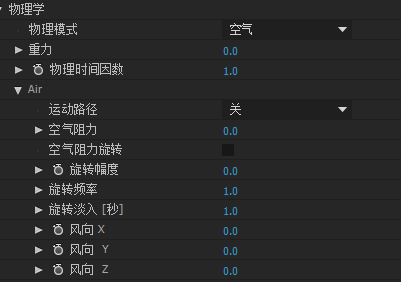 物理学
物理模式 空气
重力 0.0
物理时间因数 1.0
Air
运动路径 关
空气阻力 0.0
空气阻力旋转
旋转幅度 0.0
旋转频率 1.0
旋转淡入 [秒] 1.0
风向 X 0.0
风向 Y 0.0
风向 Z 0.0